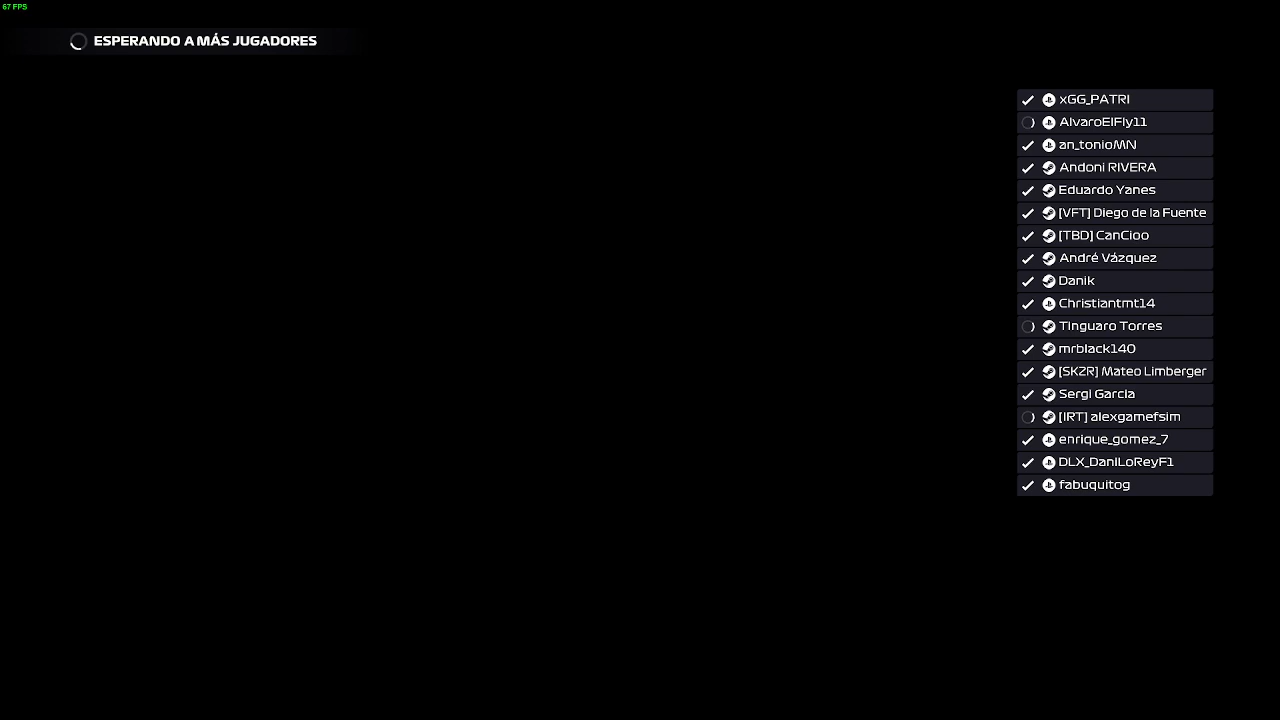 67 FPS
ESPERANDO A MÁS JUGADORES
xGG_PATRI
AlvaroElFly11
an_tonioMN
Andoni RIVERA
Eduardo Yanes
[VFT] Diego de la Fuente
[TBD] CanCioo
André Vázquez
Danik
Christiantmt14
Tinguaro Torres
mrblack140
[SKZR] Mateo Limberger
Sergi Garcia
[IRT] alexgamefsim
enrique_gomez_7
DLX_DaniLoReyF1
fabuquitog